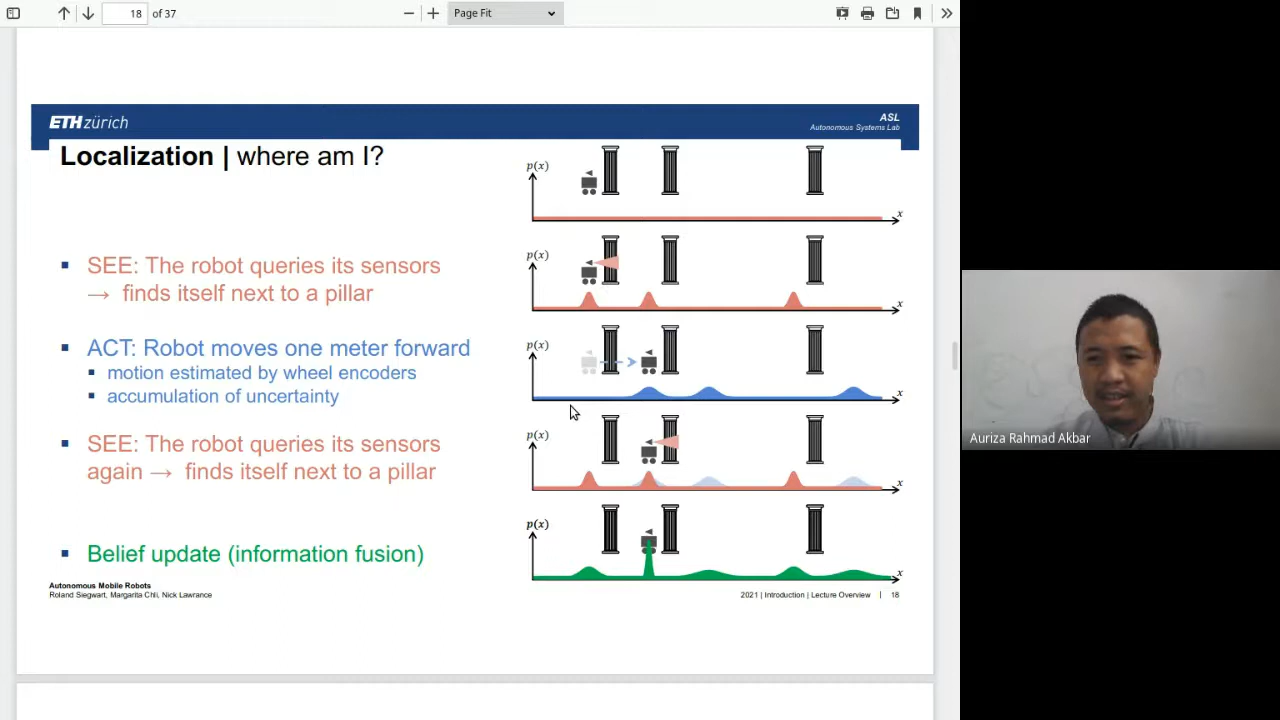 18 of 37
Page Fit
ETH zürich
ASL
Autonomous Systems Lab
Localization | where am I?
▪ SEE: The robot queries its sensors
→ finds itself next to a pillar
▪ ACT: Robot moves one meter forward
▪ motion estimated by wheel encoders
▪ accumulation of uncertainty
▪ SEE: The robot queries its sensors
again → finds itself next to a pillar
▪ Belief update (information fusion)
p(x)
x
p(x)
x
p(x)
x
p(x)
x
p(x)
x
Autonomous Mobile Robots
Roland Siegwart, Margarita Chli, Nick Lawrance
2021 | Introduction | Lecture Overview | 18
Auriza Rahmad Akbar